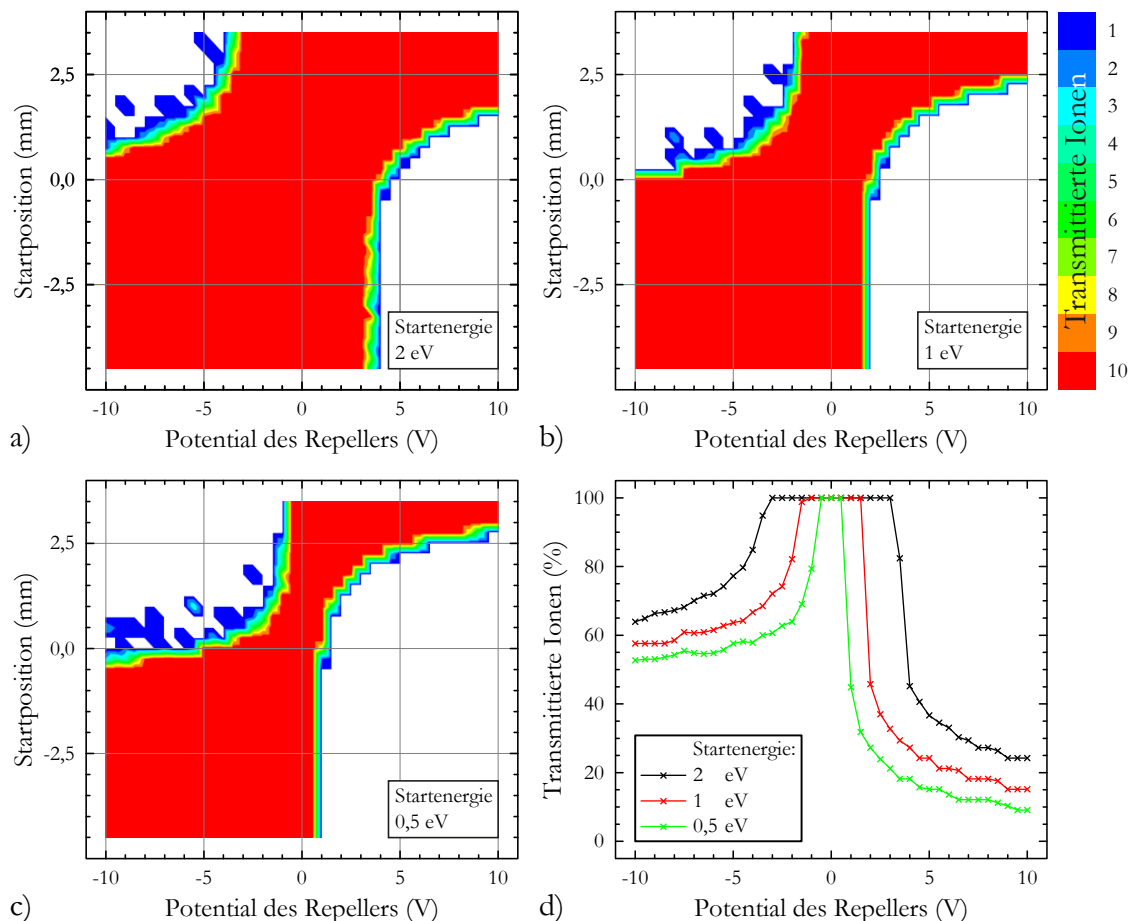 Startposition (mm)
2,5
0,0
-2,5
-10
-5
0
5
10
Startenergie
2 eV
a)
Potential des Repellers (V)
Startposition (mm)
2,5
0,0
-2,5
-10
-5
0
5
10
Startenergie
1 eV
b)
Potential des Repellers (V)
Transmittierte Ionen
1
2
3
4
5
6
7
8
9
10
Startposition (mm)
2,5
0,0
-2,5
-10
-5
0
5
10
Startenergie
0,5 eV
c)
Potential des Repellers (V)
Transmittierte Ionen (%)
100
80
60
40
20
0
-10
-5
0
5
10
Startenergie:
2 eV
1 eV
0,5 eV
d)
Potential des Repellers (V)